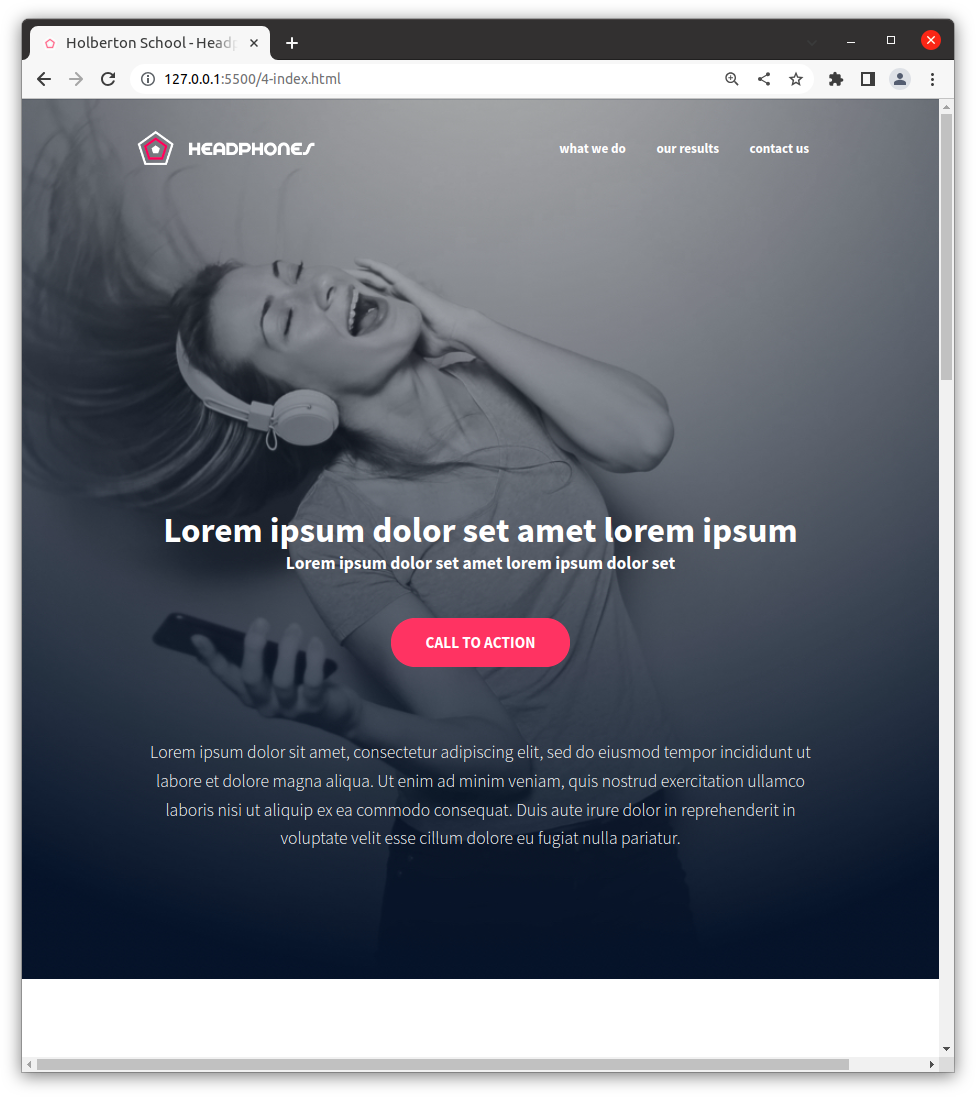 Holberton School - Head
127.0.0.1:5500/4-index.html
HEADPHONES
what we do our results contact us
Lorem ipsum dolor set amet lorem ipsum
Lorem ipsum dolor set amet lorem ipsum dolor set
CALL TO ACTION
Lorem ipsum dolor sit amet, consectetur adipiscing elit, sed do eiusmod tempor incididunt ut
labore et dolore magna aliqua. Ut enim ad minim veniam, quis nostrud exercitation ullamco
laboris nisi ut aliquip ex ea commodo consequat. Duis aute irure dolor in reprehenderit in
voluptate velit esse cillum dolore eu fugiat nulla pariatur.